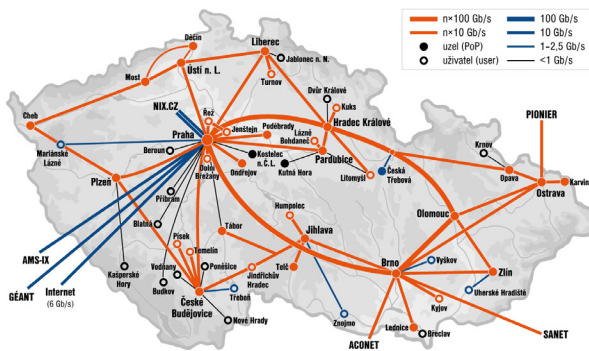 n×100 Gb/s
n×10 Gb/s
uzel (PoP)
uživatel (user)
100 Gb/s
10 Gb/s
1–2,5 Gb/s
<1 Gb/s
Děčín
Most
Ústí n. L.
Liberec
Jablonec n. N.
Turnov
Dvůr Králové
Kuks
Cheb
NIX.CZ
Řež
Hradec Králové
Mariánské
Lázně
Praha
Jenštejn
Poděbrady
Lázně
Bohdaneč
Beroun
Kostelec
n. Č. L.
Pardubice
Krnov
PIONIER
Dolní
Břežany
Ondřejov
Kutná Hora
Litomyšl
Česká
Třebová
Opava
Karviná
Ostrava
Plzeň
Příbram
Humpolec
Olomouc
Blatná
Tábor
Jihlava
Písek
Temelín
AMS-IX
Vodňany
Poněšice
Jindřichův
Hradec
Telč
Brno
Vyškov
Zlín
GÉANT
Internet
(6 Gb/s)
Kašperské
Hory
Budkov
České
Budějovice
Třeboň
Uherské Hradiště
Nové Hrady
Znojmo
Kyjov
Lednice
Břeclav
ACONET
SANET